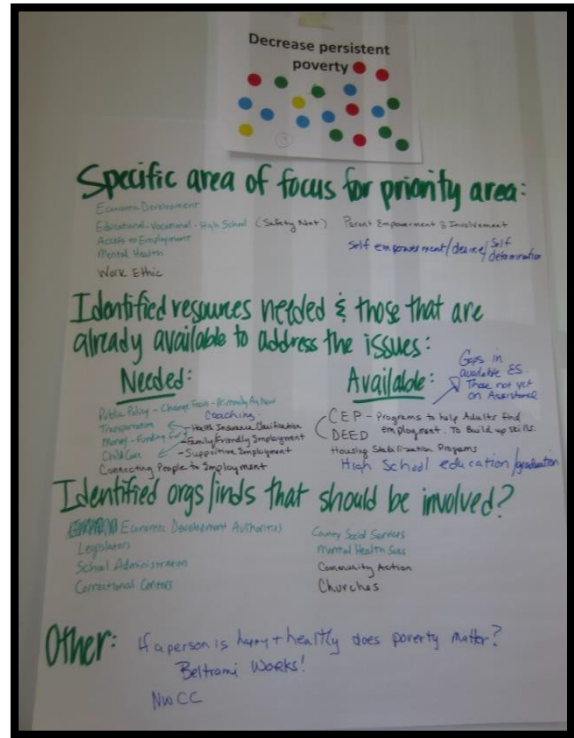 Decrease persistent
poverty
Specific area of focus for priority area:
Economic Development
Educational-Vocational-High School (Safety Net)
Access to Employment
Mental Health
Work Ethic
Parent Empowerment & Involvement
Self empowerment/desire/self
determination
Identified resources needed & those that are
already available to address the issues:
Needed:
Public Policy - Change Focus -
Coaching
Transportation
Health Insurance Clarification
Money - Funding for
Family Friendly Employment
Child Care
Supportive Employment
Connecting People to Employment
Available:
Gaps in
available ES.
Those not yet
on Assistance
CEP - Programs to help Adults find
DEED employment. To Build up skills.
Housing Stabilization Programs
High School education/graduation
Identified orgs/inds that should be involved?
Economic Development Authorities
Legislators
School Administrators
Correctional Centers
County Social Services
Mental Health Svcs
Community Action
Churches
Other: If a person is happy + healthy does poverty matter?
Beltrami Works!
NWCC